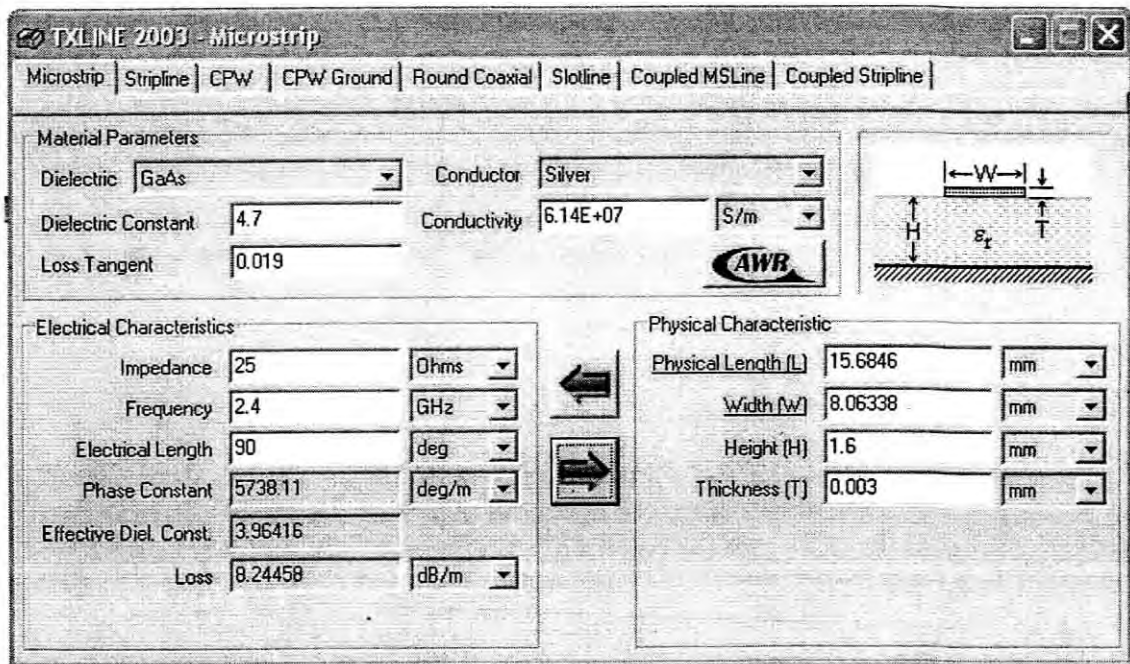 TXLINE 2003 - Microstrip
Microstrip Stripline CPW CPW Ground Round Coaxial Slotline Coupled MSLine Coupled Stripline
Material Parameters
Dielectric GaAs
Conductor Silver
Dielectric Constant 4.7
Conductivity 6.14E+07 S/m
Loss Tangent 0.019
AWR
W
H
εr
T
Electrical Characteristics
Impedance 25 Ohms
Frequency 2.4 GHz
Electrical Length 90 deg
Phase Constant 5738.11 deg/m
Effective Diel. Const. 3.96416
Loss 8.24458 dB/m
Physical Characteristic
Physical Length (L) 15.6846 mm
Width (W) 8.06338 mm
Height (H) 1.6 mm
Thickness (T) 0.003 mm